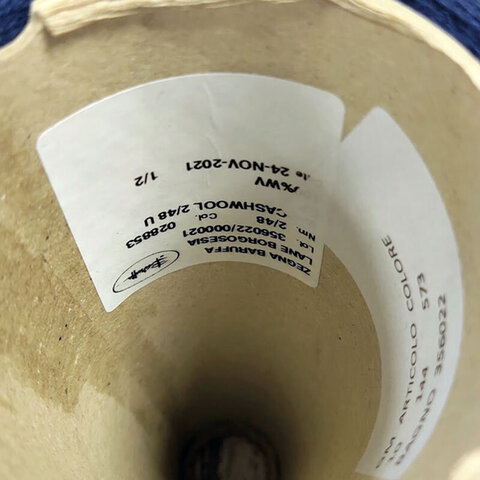 ZEGNA BARUFFA
LANE BORGOSESIA
Lot. 356022/000021
Nm. 2/48 Col. 028853
CASHWOOL 2/48 U
%WV
24-NOV-2021 1/2
ARTICOLO COLORE
144 573
BAGNO 356022